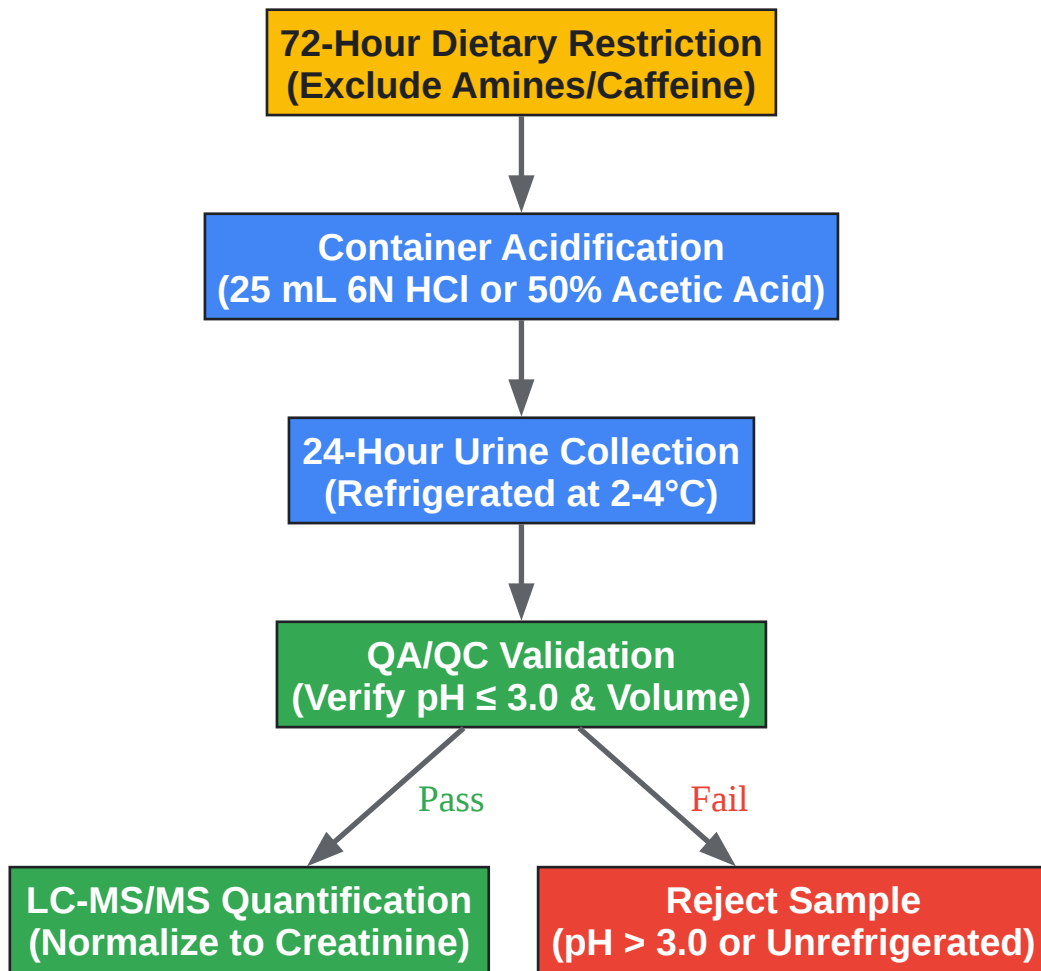 72-Hour Dietary Restriction
(Exclude Amines/Caffeine)
Container Acidification
(25 mL 6N HCl or 50% Acetic Acid)
24-Hour Urine Collection
(Refrigerated at 2-4°C)
QA/QC Validation
(Verify pH ≤ 3.0 & Volume)
Pass
Fail
LC-MS/MS Quantification
(Normalize to Creatinine)
Reject Sample
(pH > 3.0 or Unrefrigerated)